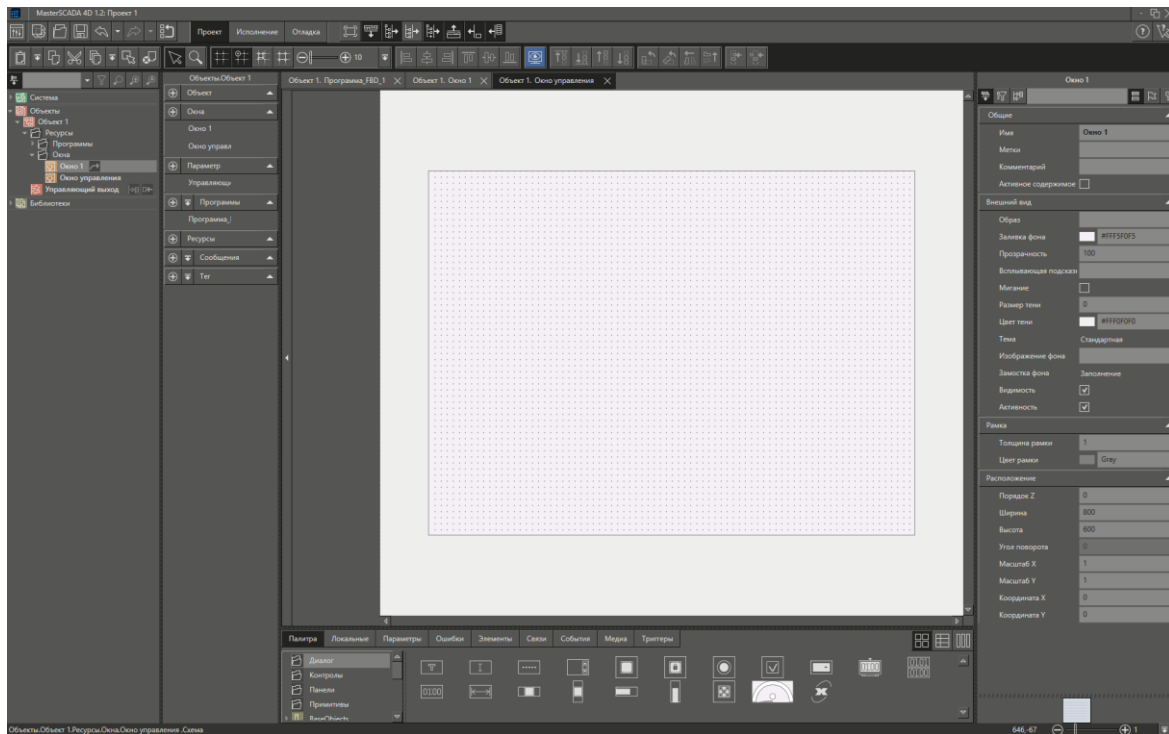 MasterSCADA 4D 1.2: Проект 1
Проект Исполнение Отладка
10
Объекты.Объект 1
Объект 1. Программа_FBD_1 Объект 1. Окно 1 Объект 1. Окно управления
Окно 1
Система
Объекты
Объект 1
Ресурсы
Программы
Окна
Окно 1
Окно управления
Управляющий выход
Библиотеки
Объект
Окна
Окно 1
Окно управл
Параметр
Управляющ
Программы
Программа_
Ресурсы
Сообщения
Тег
Общие
Имя Окно 1
Метки
Комментарий
Активное содержимое
Внешний вид
Образ
Заливка фона #FFF5F0F5
Прозрачность 100
Всплывающая подсказ
Мигание
Размер тени 0
Цвет тени #FFF0F0F0
Тема Стандартная
Изображение фона
Замостка фона Заполнение
Видимость
Активность
Рамка
Толщина рамки 1
Цвет рамки Gray
Расположение
Порядок Z 0
Ширина 800
Высота 600
Угол поворота 0
Масштаб X 1
Масштаб Y 1
Координата X 0
Координата Y 0
Палитра Локальные Параметры Ошибки Элементы Связи События Медиа Триггеры
Диалог
Контролы
Панели
Примитивы
BaseObjects
Объекты.Объект 1.Ресурсы.Окна.Окно управления .Схема
646,-67 1